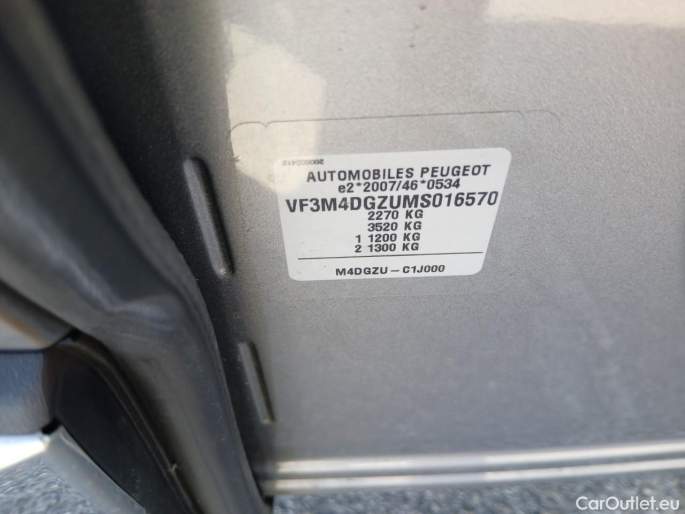 AUTOMOBILES PEUGEOT
e2*2007/46*0534
VF3M4DGZUMS016570
2270 KG
3520 KG
1 1200 KG
2 1300 KG
M4DGZU - C1J000
CarOutlet.eu